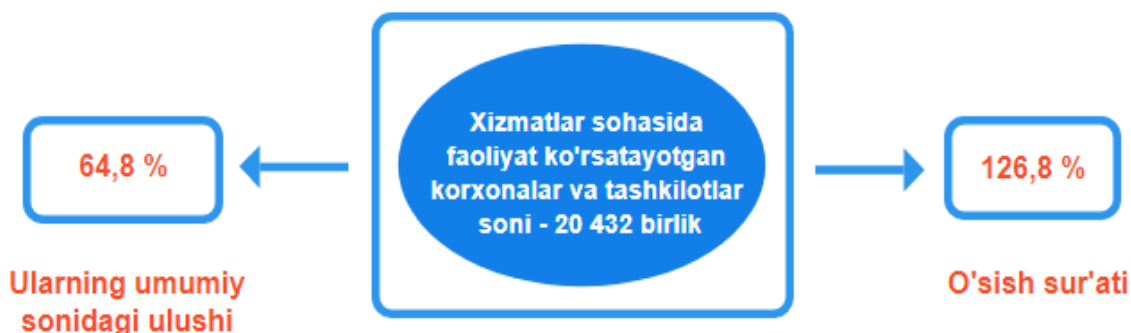 64,8 %
Ularning umumiy
sonidagi ulushi
Xizmatlar sohasida
faoliyat ko'rsatayotgan
korxonalar va tashkilotlar
soni - 20 432 birlik
126,8 %
O'sish sur'ati